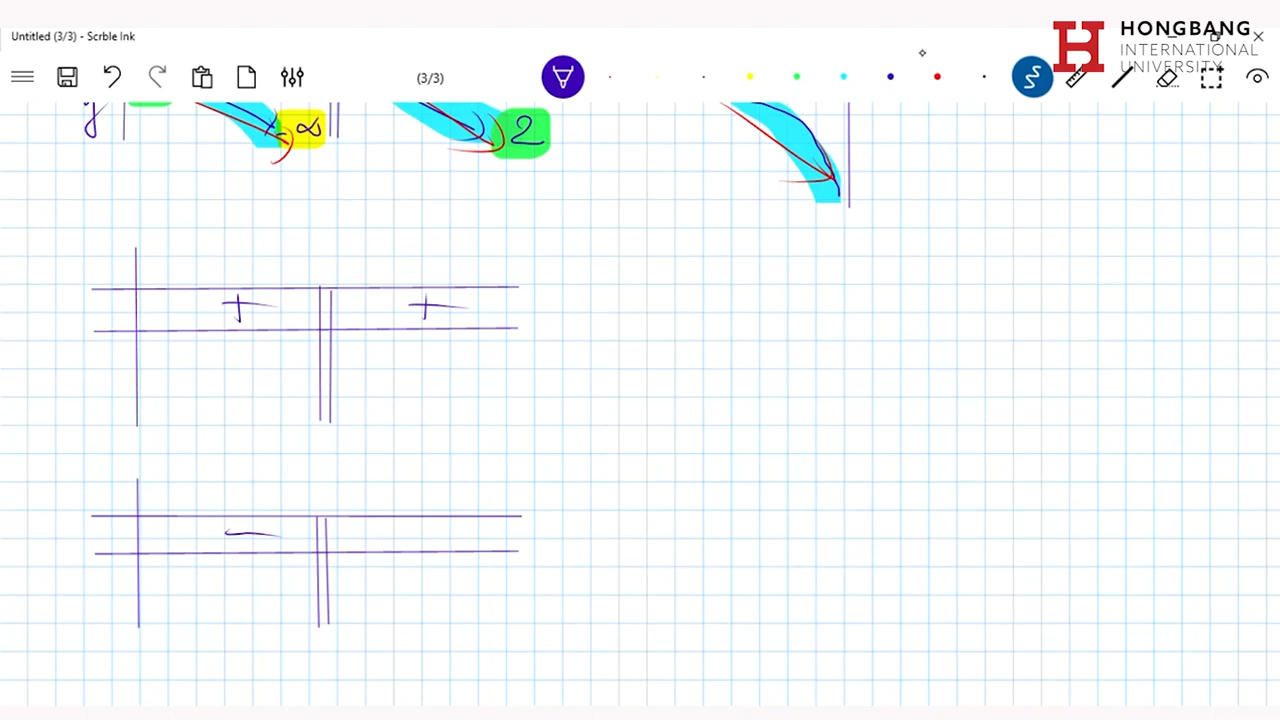 Untitled (3/3) - Scrble Ink
HONGBANG
INTERNATIONAL
UNIVERSITY
(3/3)
y - ∞ 2
+ +
-